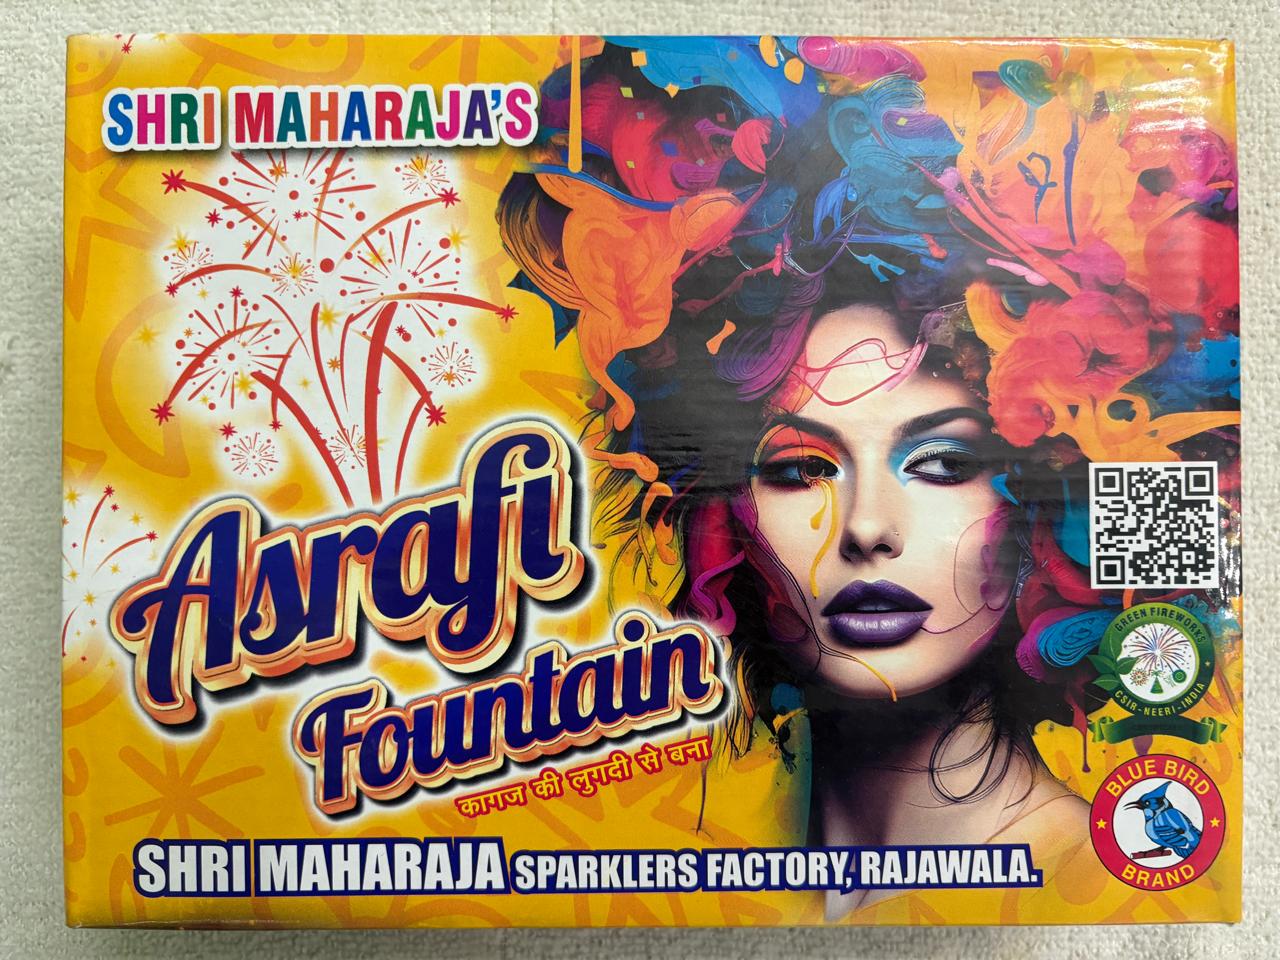 SHRI MAHARAJA'S
Asrafi
Fountain
कागज की लुगदी से बना
GREEN FIREWORKS
CSIR-NEERI-INDIA
BLUE BIRD
BRAND
SHRI MAHARAJA SPARKLERS FACTORY, RAJAWALA.